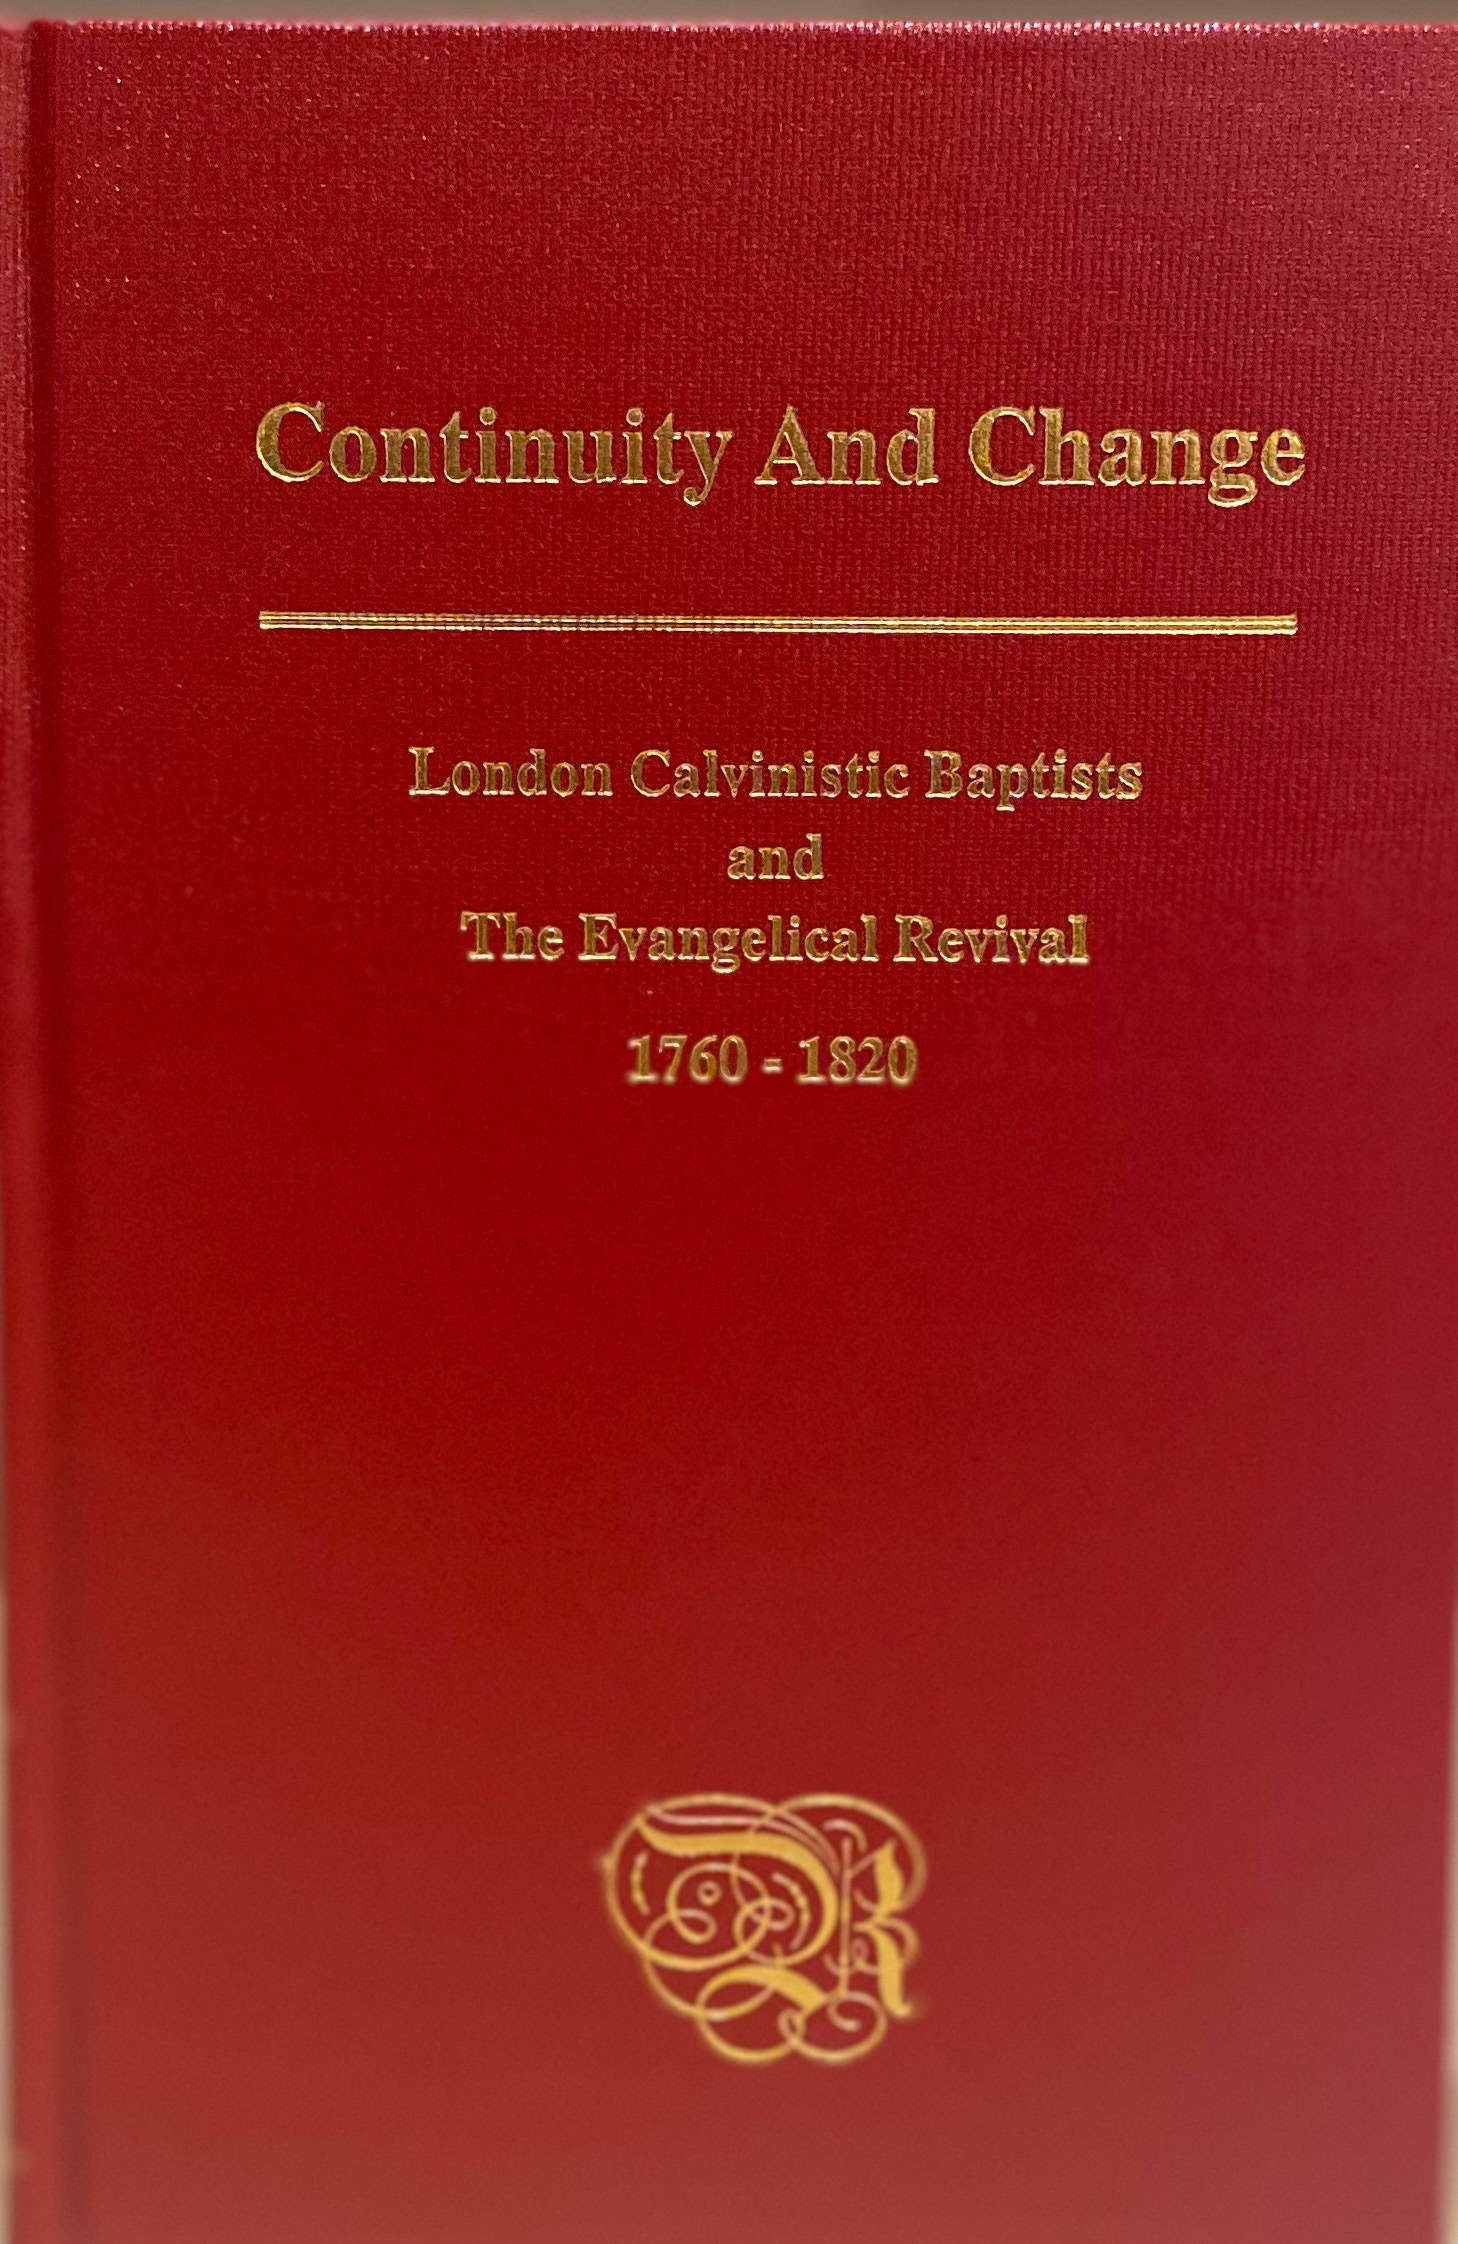 Continuity And Change
London Calvinistic Baptists
and
The Evangelical Revival
1760 - 1820